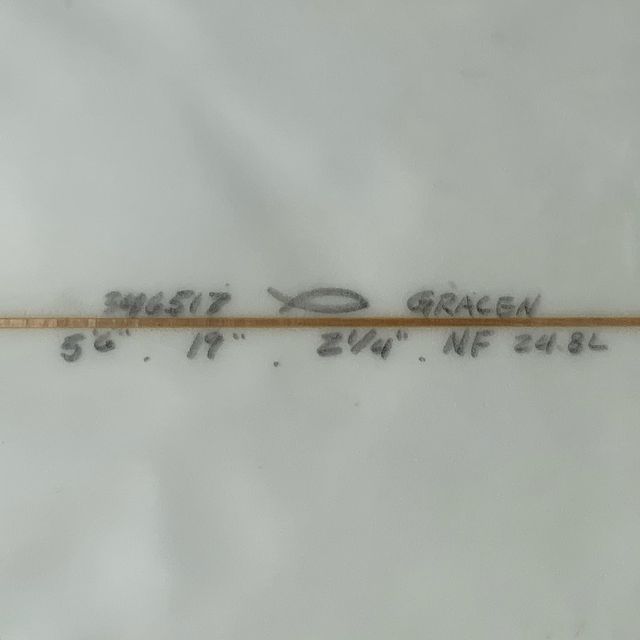 346517 GRACEN
5'6" . 19" . 2 1/4" . NF 24.8L